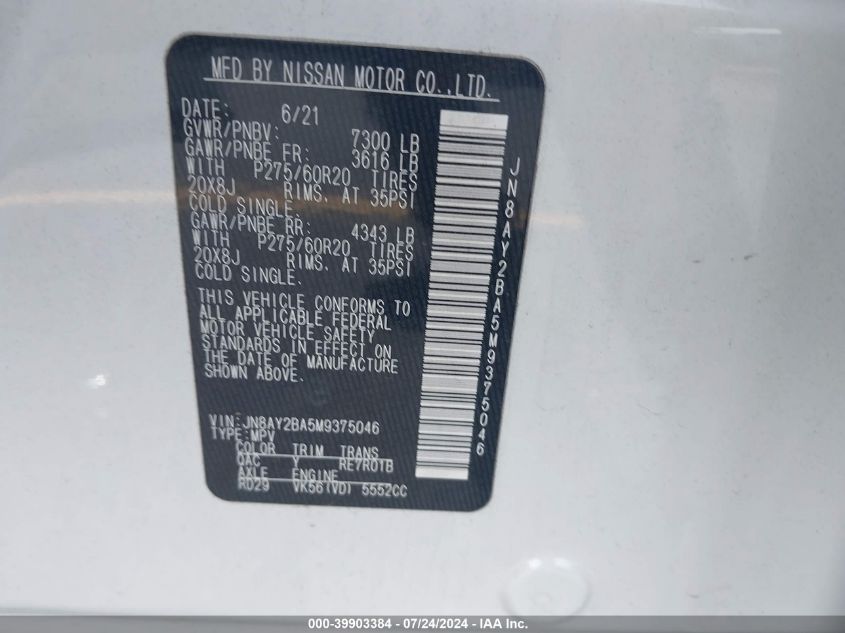 MFD BY NISSAN MOTOR CO.,LTD.
DATE: 6/21
GVWR/PNBV: 7300 LB
GAWR/PNBE FR: 3616 LB
WITH P275/60R20 TIRES
20X8J RIMS. AT 35PSI
COLD SINGLE.
GAWR/PNBE RR: 4343 LB
WITH P275/60R20 TIRES
20X8J RIMS. AT 35PSI
COLD SINGLE.
THIS VEHICLE CONFORMS TO
ALL APPLICABLE FEDERAL
MOTOR VEHICLE SAFETY
STANDARDS IN EFFECT ON
THE DATE OF MANUFACTURE
SHOWN ABOVE.
VIN:JN8AY2BA5M9375046
TYPE:MPV
COLOR TRIM TRANS
QAC Y RE7R01B
AXLE ENGINE
RD29 VK56(VD) 5552CC
JN8AY2BA5M9375046
000-39903384 / 07/24/2024 - IAA Inc.